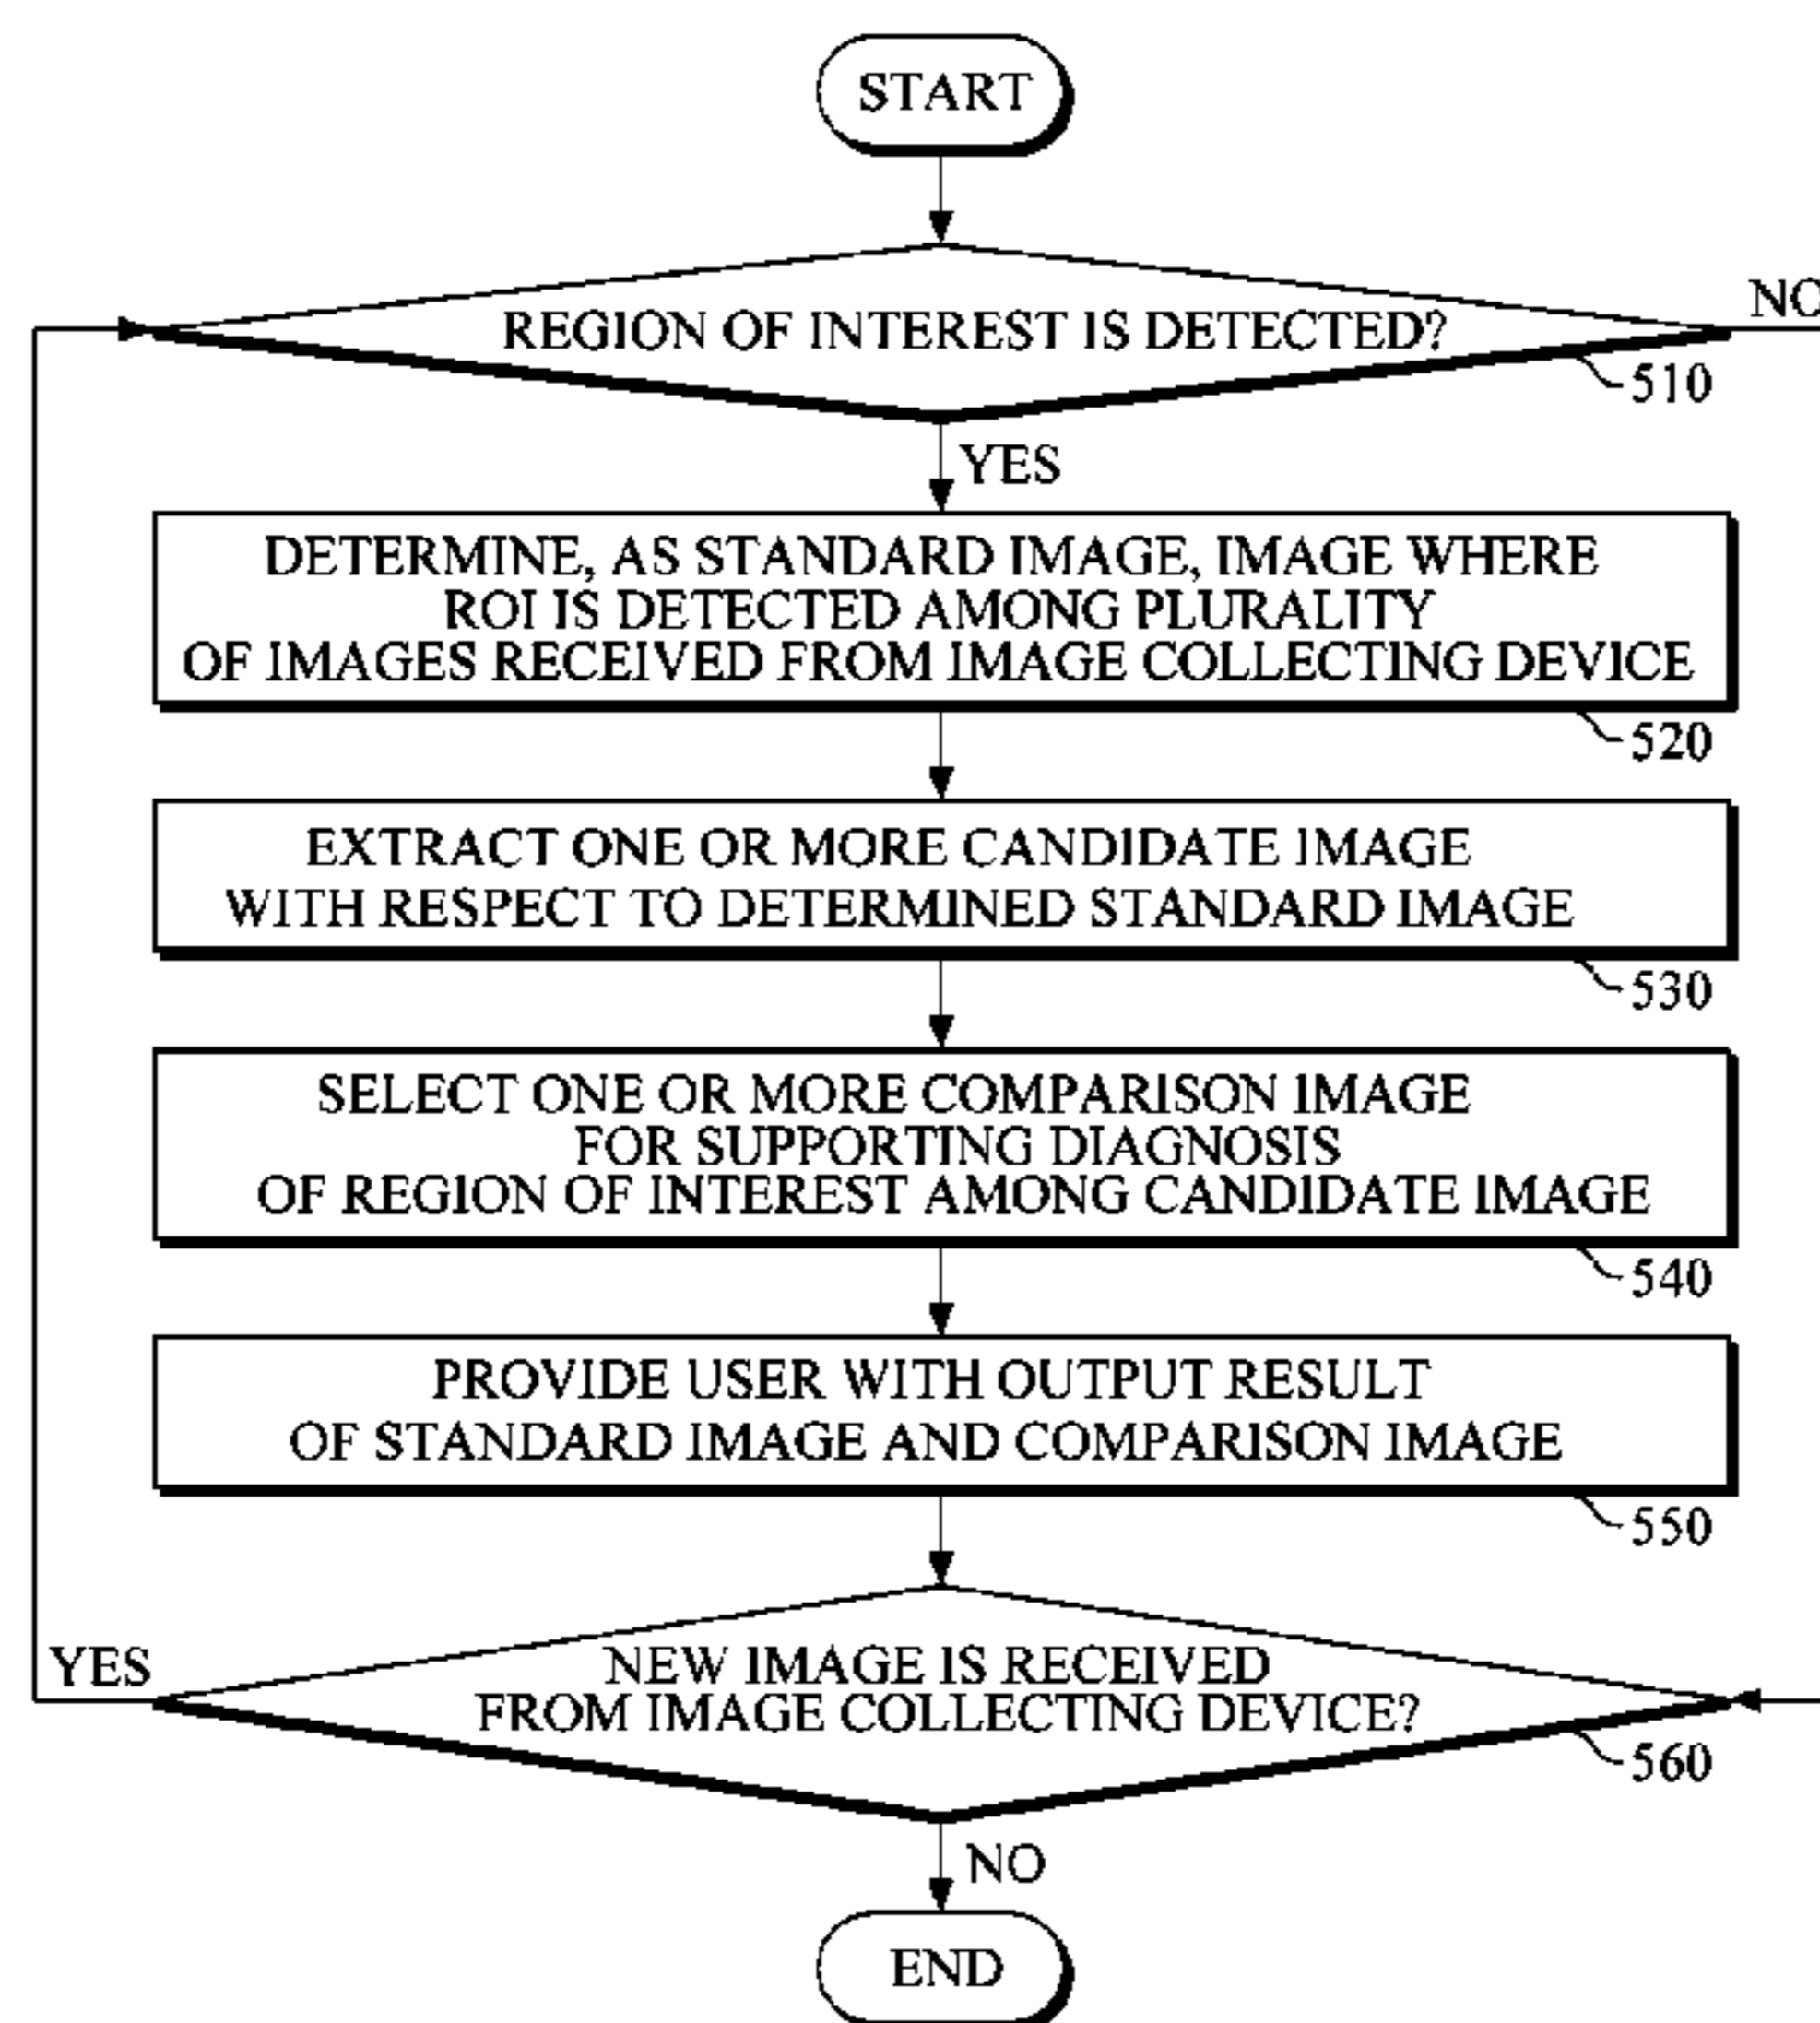 START
REGION OF INTEREST IS DETECTED?
NO
510
YES
DETERMINE, AS STANDARD IMAGE, IMAGE WHERE
ROI IS DETECTED AMONG PLURALITY
OF IMAGES RECEIVED FROM IMAGE COLLECTING DEVICE
520
EXTRACT ONE OR MORE CANDIDATE IMAGE
WITH RESPECT TO DETERMINED STANDARD IMAGE
530
SELECT ONE OR MORE COMPARISON IMAGE
FOR SUPPORTING DIAGNOSIS
OF REGION OF INTEREST AMONG CANDIDATE IMAGE
540
PROVIDE USER WITH OUTPUT RESULT
OF STANDARD IMAGE AND COMPARISON IMAGE
550
YES
NEW IMAGE IS RECEIVED
FROM IMAGE COLLECTING DEVICE?
560
NO
END